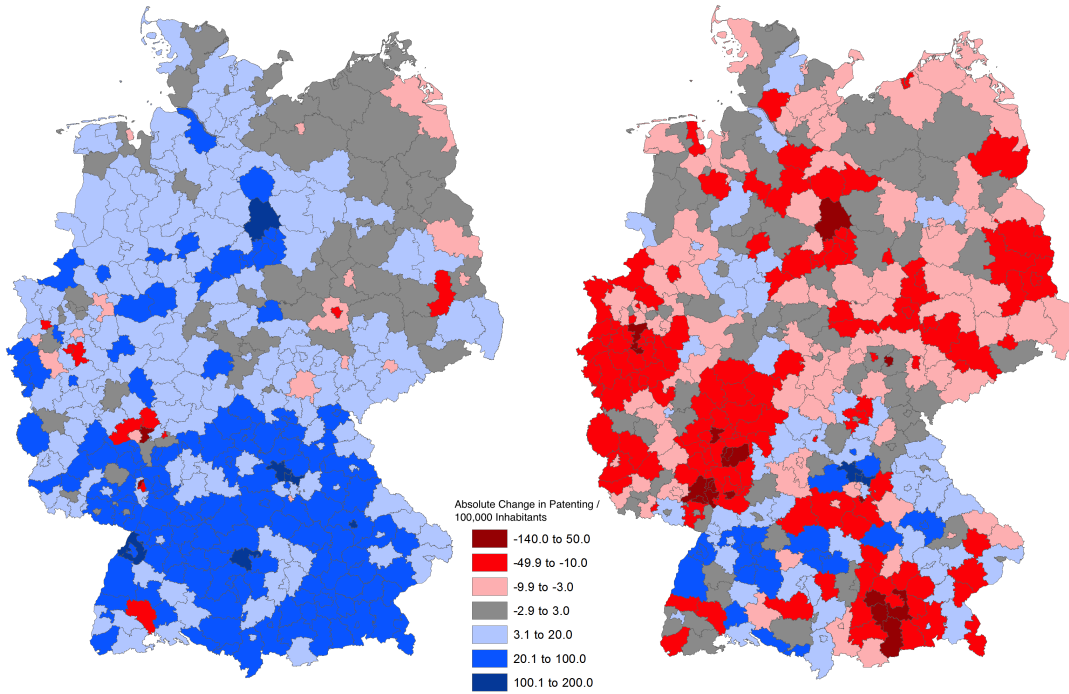 Absolute Change in Patenting /
100,000 Inhabitants
-140.0 to 50.0
-49.9 to -10.0
-9.9 to -3.0
-2.9 to 3.0
3.1 to 20.0
20.1 to 100.0
100.1 to 200.0